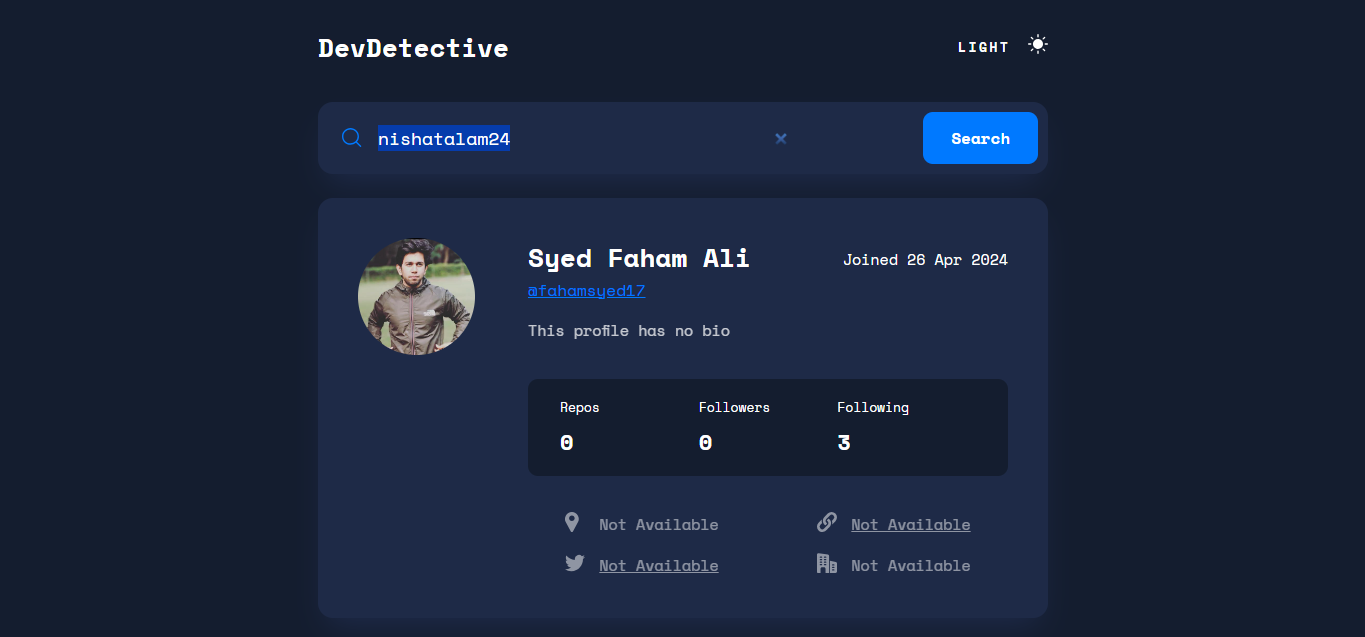 DevDetective
LIGHT
nishatalam24
Search
Syed Faham Ali
Joined 26 Apr 2024
@fahamsyed17
This profile has no bio
Repos Followers Following
0 0 3
Not Available Not Available
Not Available Not Available